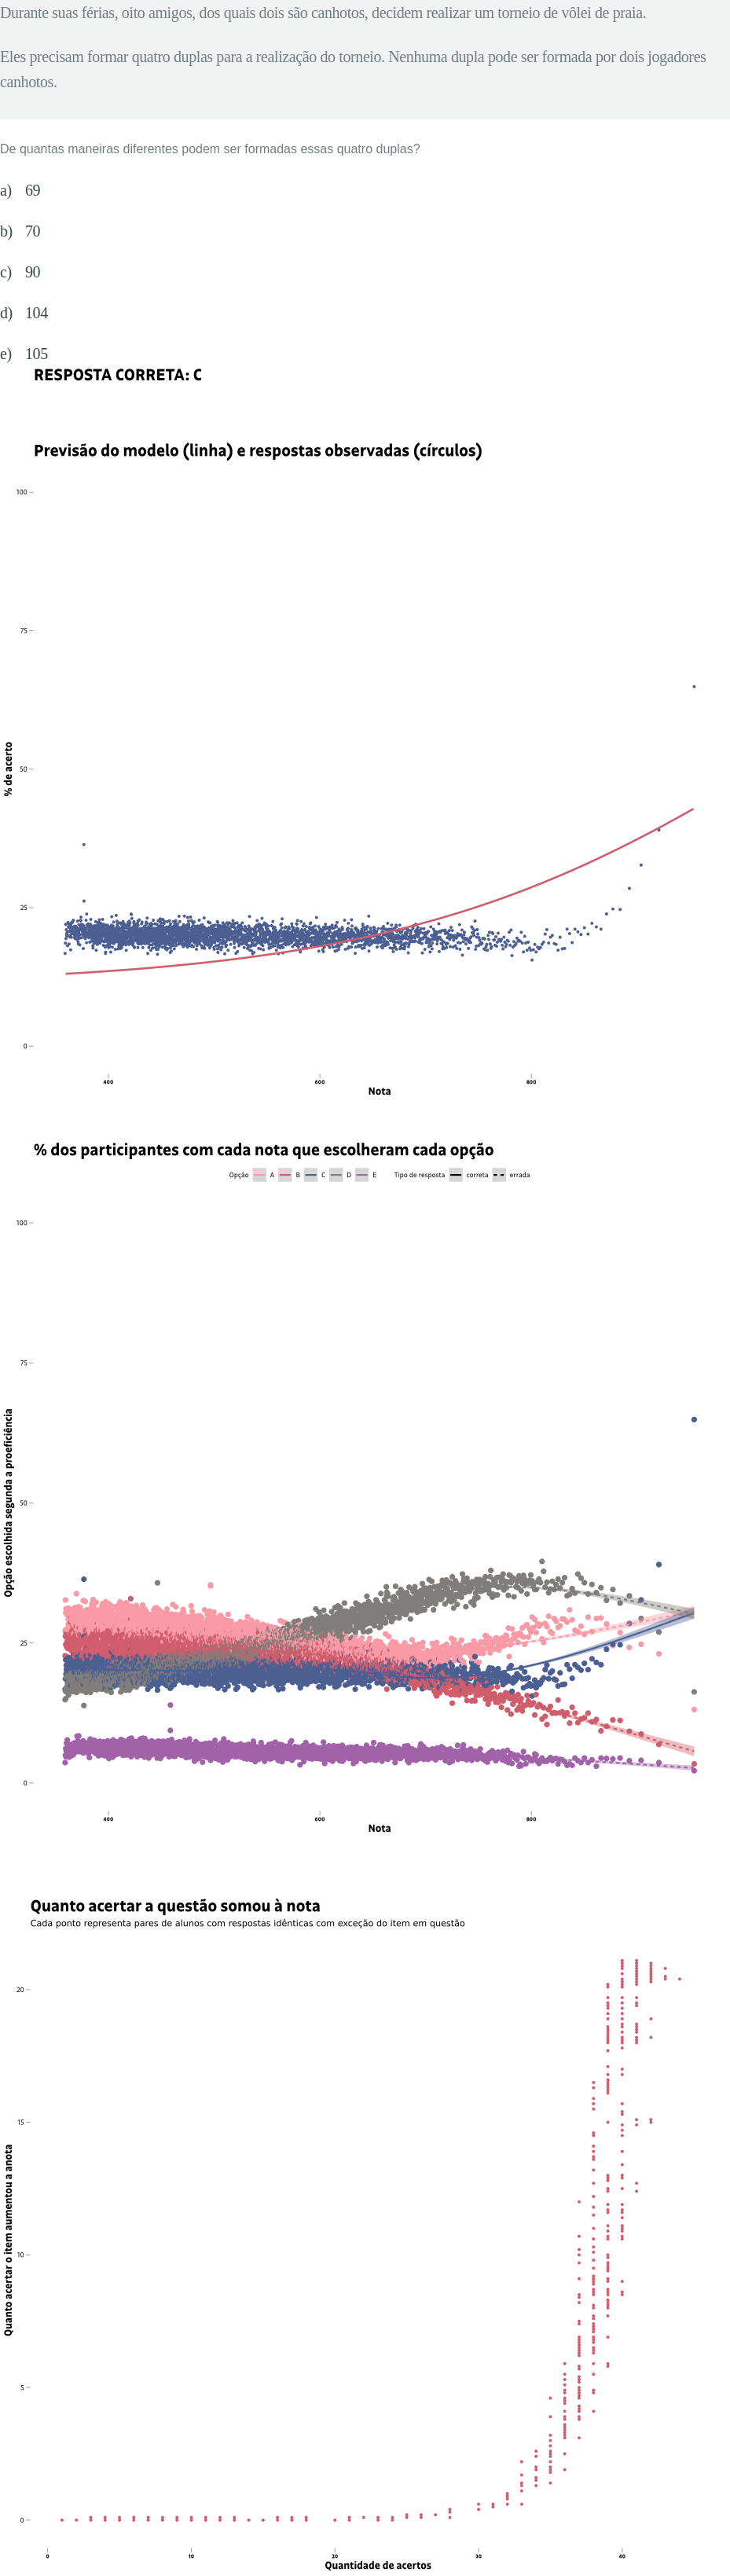 Durante suas férias, oito amigos, dos quais dois são canhotos, decidem realizar um torneio de vôlei de praia.
Eles precisam formar quatro duplas para a realização do torneio. Nenhuma dupla pode ser formada por dois jogadores
canhotos.
De quantas maneiras diferentes podem ser formadas essas quatro duplas?
a) 69
b) 70
c) 90
d) 104
e) 105
RESPOSTA CORRETA: C
Previsão do modelo (linha) e respostas observadas (círculos)
100
75
% de acerto
50
25
0
400 600 800
Nota
% dos participantes com cada nota que escolheram cada opção
Opção A B C D E Tipo de resposta correta errada
100
75
Opção escolhida segunda a proeficiência
50
25
0
400 600 800
Nota
Quanto acertar a questão somou à nota
Cada ponto representa pares de alunos com respostas idênticas com exceção do item em questão
20
15
Quanto acertar o item aumentou a anota
10
5
0
0 10 20 30 40
Quantidade de acertos